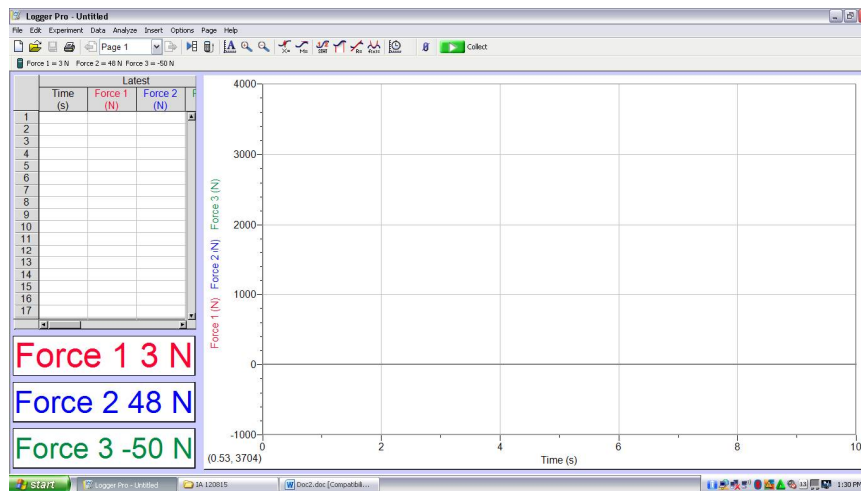 Logger Pro - Untitled
File Edit Experiment Data Analyze Insert Options Page Help
Page 1
Collect
Force 1 = 3 N Force 2 = 48 N Force 3 = -50 N
Latest
Time Force 1 Force 2 F
(s) (N) (N)
1
2
3
4
5
6
7
8
9
10
11
12
13
14
15
16
17
Force 1 3 N
Force 2 48 N
Force 3 -50 N
Force 1 (N) Force 2 (N) Force 3 (N)
4000
3000
2000
1000
0
-1000
0 2 4 6 8 10
(0.53, 3704)
Time (s)
start Logger Pro - Untitled IA 120815 Doc2.doc [Compatibili... 13 1:30 PM